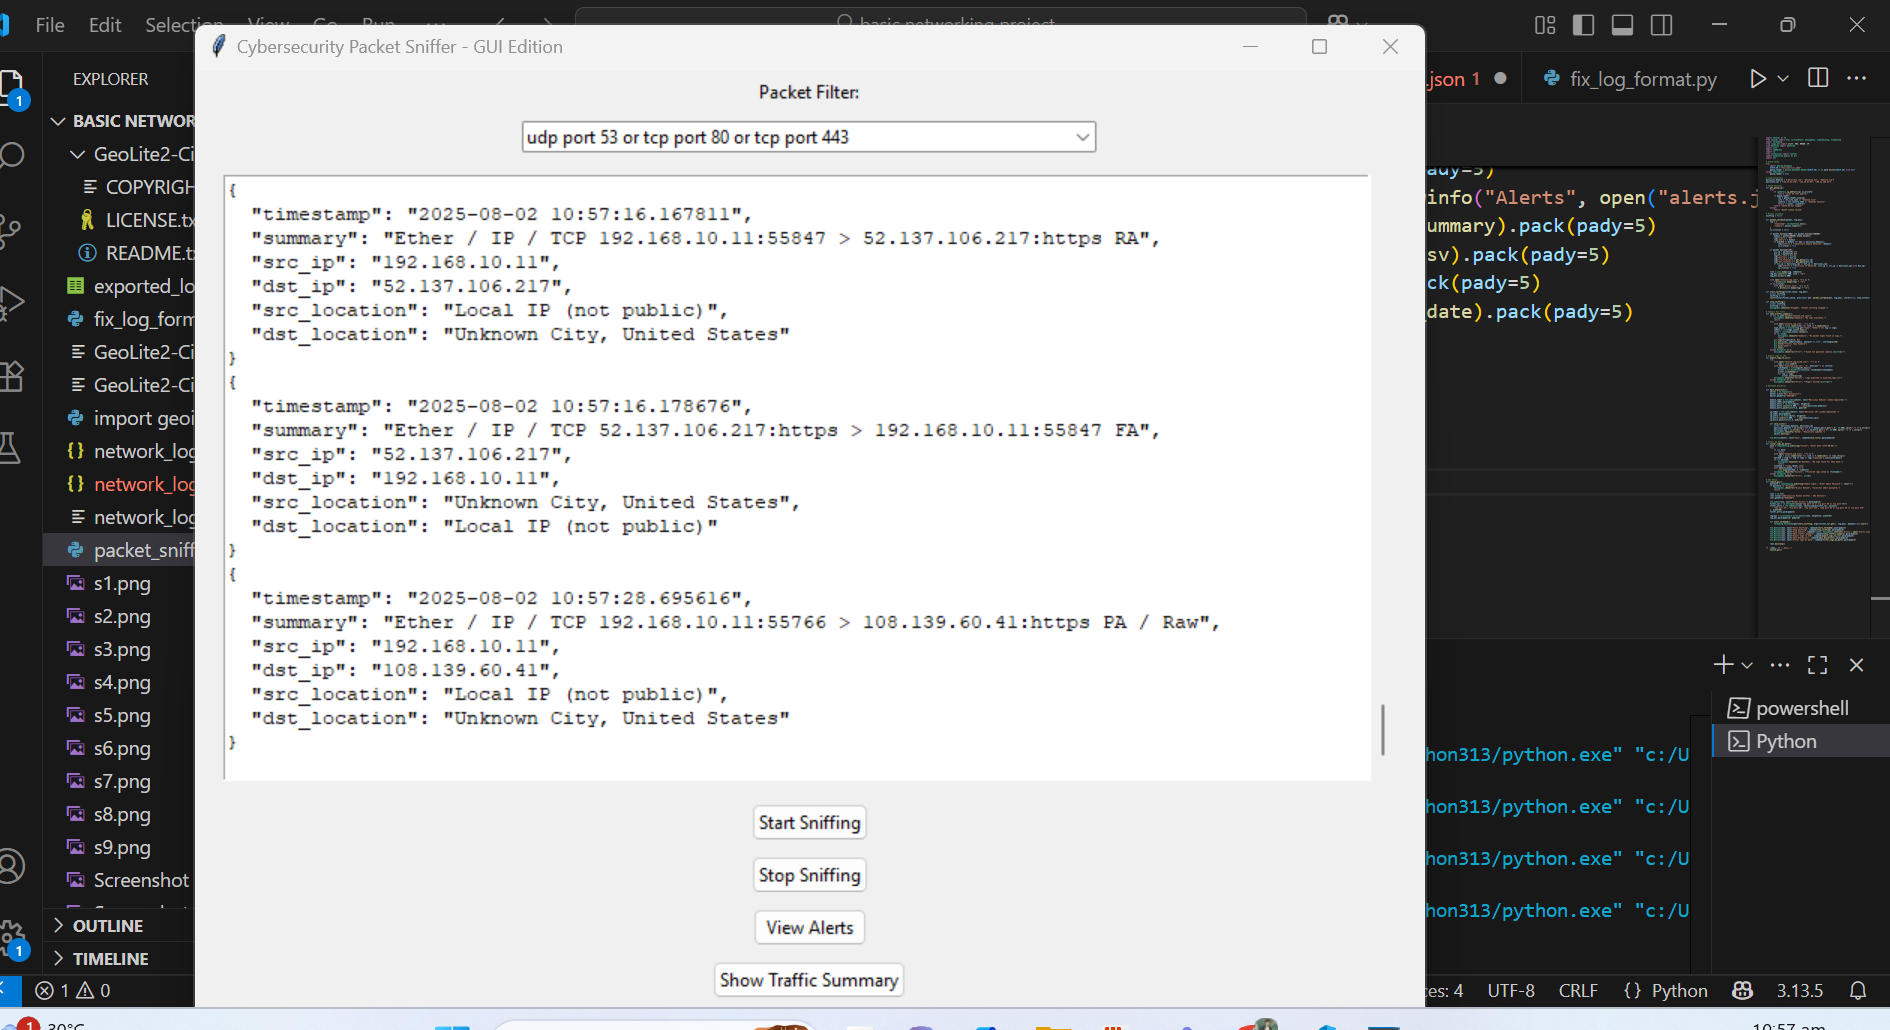 File Edit Selection View Go Run ...
basic networking project
Cybersecurity Packet Sniffer - GUI Edition
EXPLORER
1
BASIC NETWOR
GeoLite2-Ci
COPYRIGH
LICENSE.tx
README.tx
exported_lo
fix_log_form
GeoLite2-Ci
GeoLite2-Ci
import geoi
network_log
network_log
network_log
packet_sniff
s1.png
s2.png
s3.png
s4.png
s5.png
s6.png
s7.png
s8.png
s9.png
Screenshot
OUTLINE
TIMELINE
1
Packet Filter:
udp port 53 or tcp port 80 or tcp port 443
{
"timestamp": "2025-08-02 10:57:16.167811",
"summary": "Ether / IP / TCP 192.168.10.11:55847 > 52.137.106.217:https RA",
"src_ip": "192.168.10.11",
"dst_ip": "52.137.106.217",
"src_location": "Local IP (not public)",
"dst_location": "Unknown City, United States"
}
{
"timestamp": "2025-08-02 10:57:16.178676",
"summary": "Ether / IP / TCP 52.137.106.217:https > 192.168.10.11:55847 FA",
"src_ip": "52.137.106.217",
"dst_ip": "192.168.10.11",
"src_location": "Unknown City, United States",
"dst_location": "Local IP (not public)"
}
{
"timestamp": "2025-08-02 10:57:28.695616",
"summary": "Ether / IP / TCP 192.168.10.11:55766 > 108.139.60.41:https PA / Raw",
"src_ip": "192.168.10.11",
"dst_ip": "108.139.60.41",
"src_location": "Local IP (not public)",
"dst_location": "Unknown City, United States"
}
Start Sniffing
Stop Sniffing
View Alerts
Show Traffic Summary
.json 1
fix_log_format.py
ady=5)
info("Alerts", open("alerts.j
ummary).pack(pady=5)
sv).pack(pady=5)
ck(pady=5)
date).pack(pady=5)
powershell
Python
hon313/python.exe" "c:/U
hon313/python.exe" "c:/U
hon313/python.exe" "c:/U
hon313/python.exe" "c:/U
1 0
ces: 4 UTF-8 CRLF {} Python 3.13.5
1 30°C
10:57 am